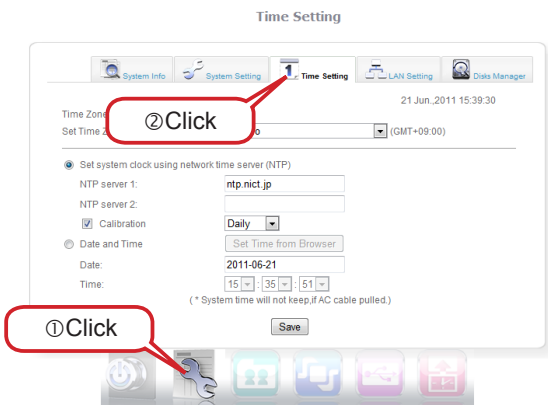 Time Setting
System Info System Setting Time Setting LAN Setting Disks Manager
21 Jun.,2011 15:39:30
Time Zone
②Click
Set Time (GMT+09:00)
Set system clock using network time server (NTP)
NTP server 1: ntp.nict.jp
NTP server 2:
Calibration Daily
Date and Time Set Time from Browser
Date: 2011-06-21
Time: 15 : 35 : 51
( * System time will not keep,if AC cable pulled.)
①Click
Save